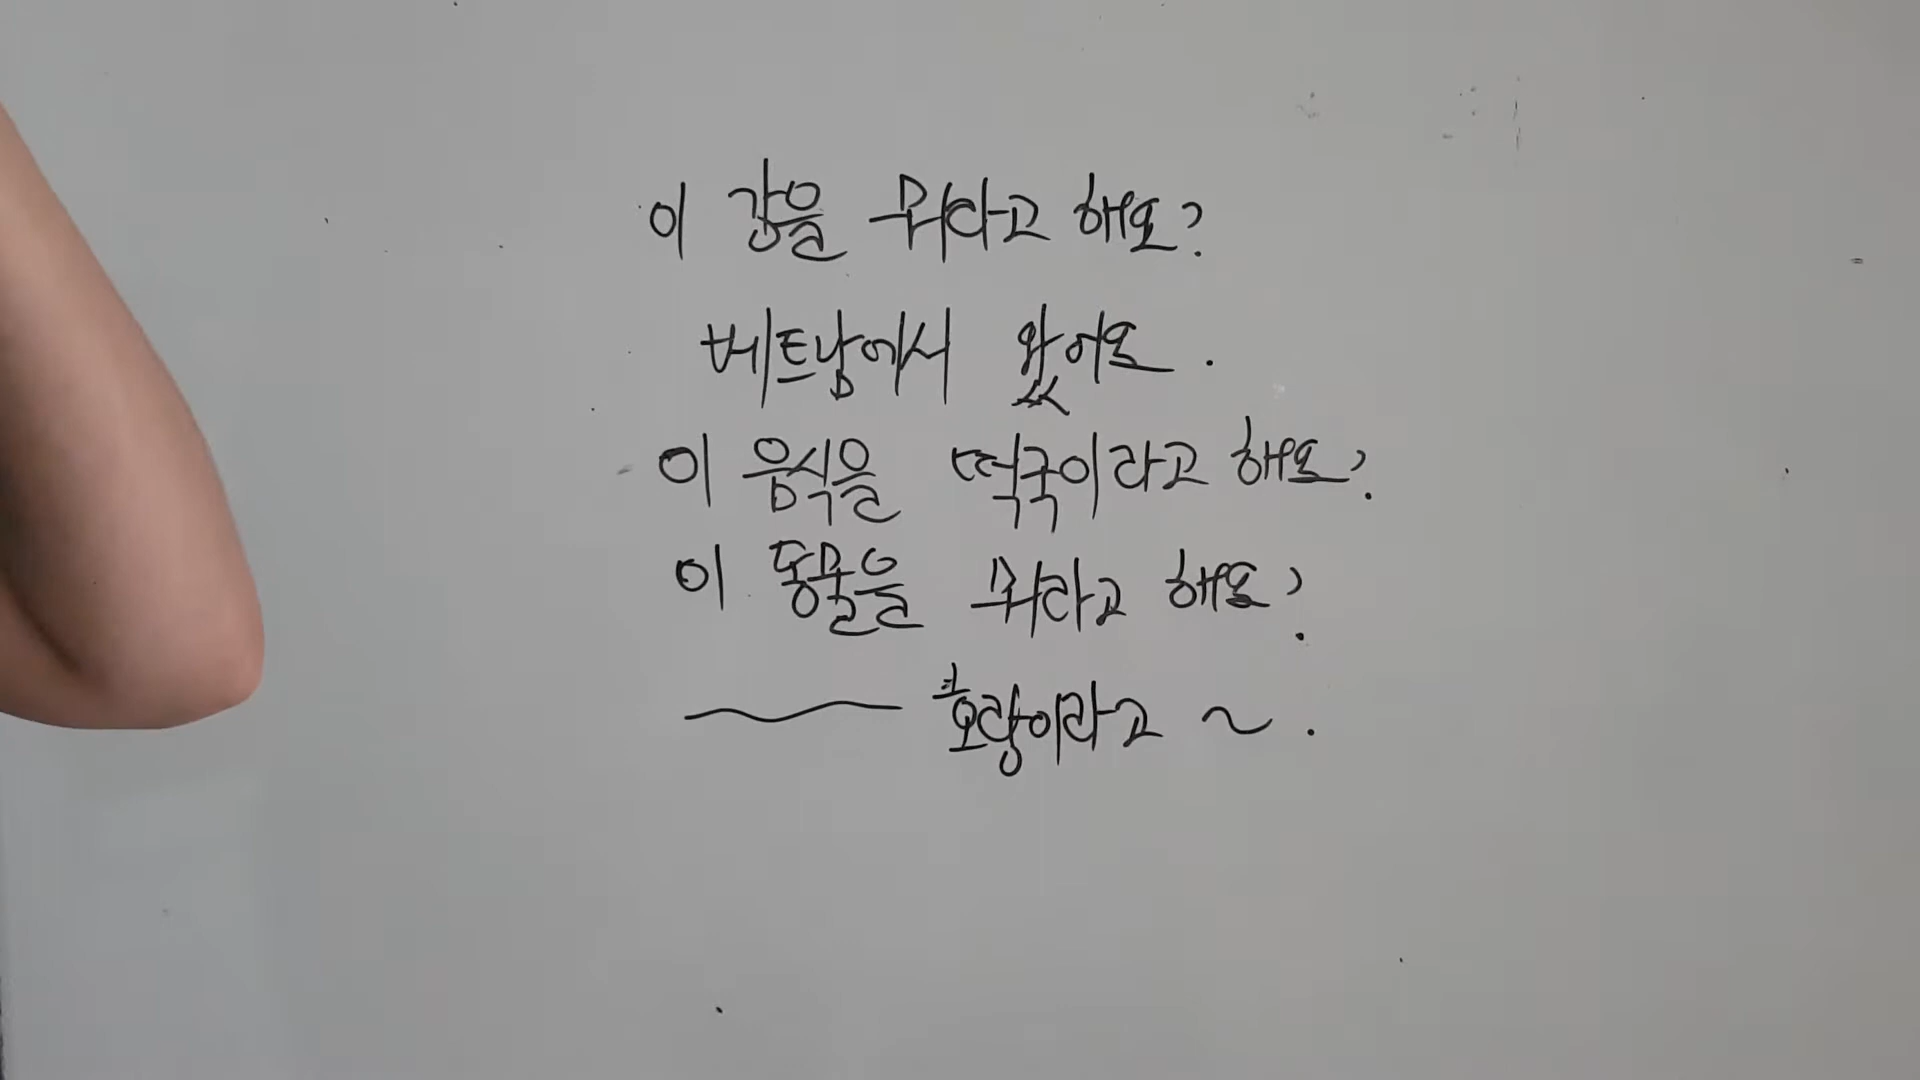 이 강을 뭐라고 해요?
베트남에서 왔어요.
이 음식을 떡국이라고 해요?
이 동물을 뭐라고 해요?
~ 호랑이라고 ~.